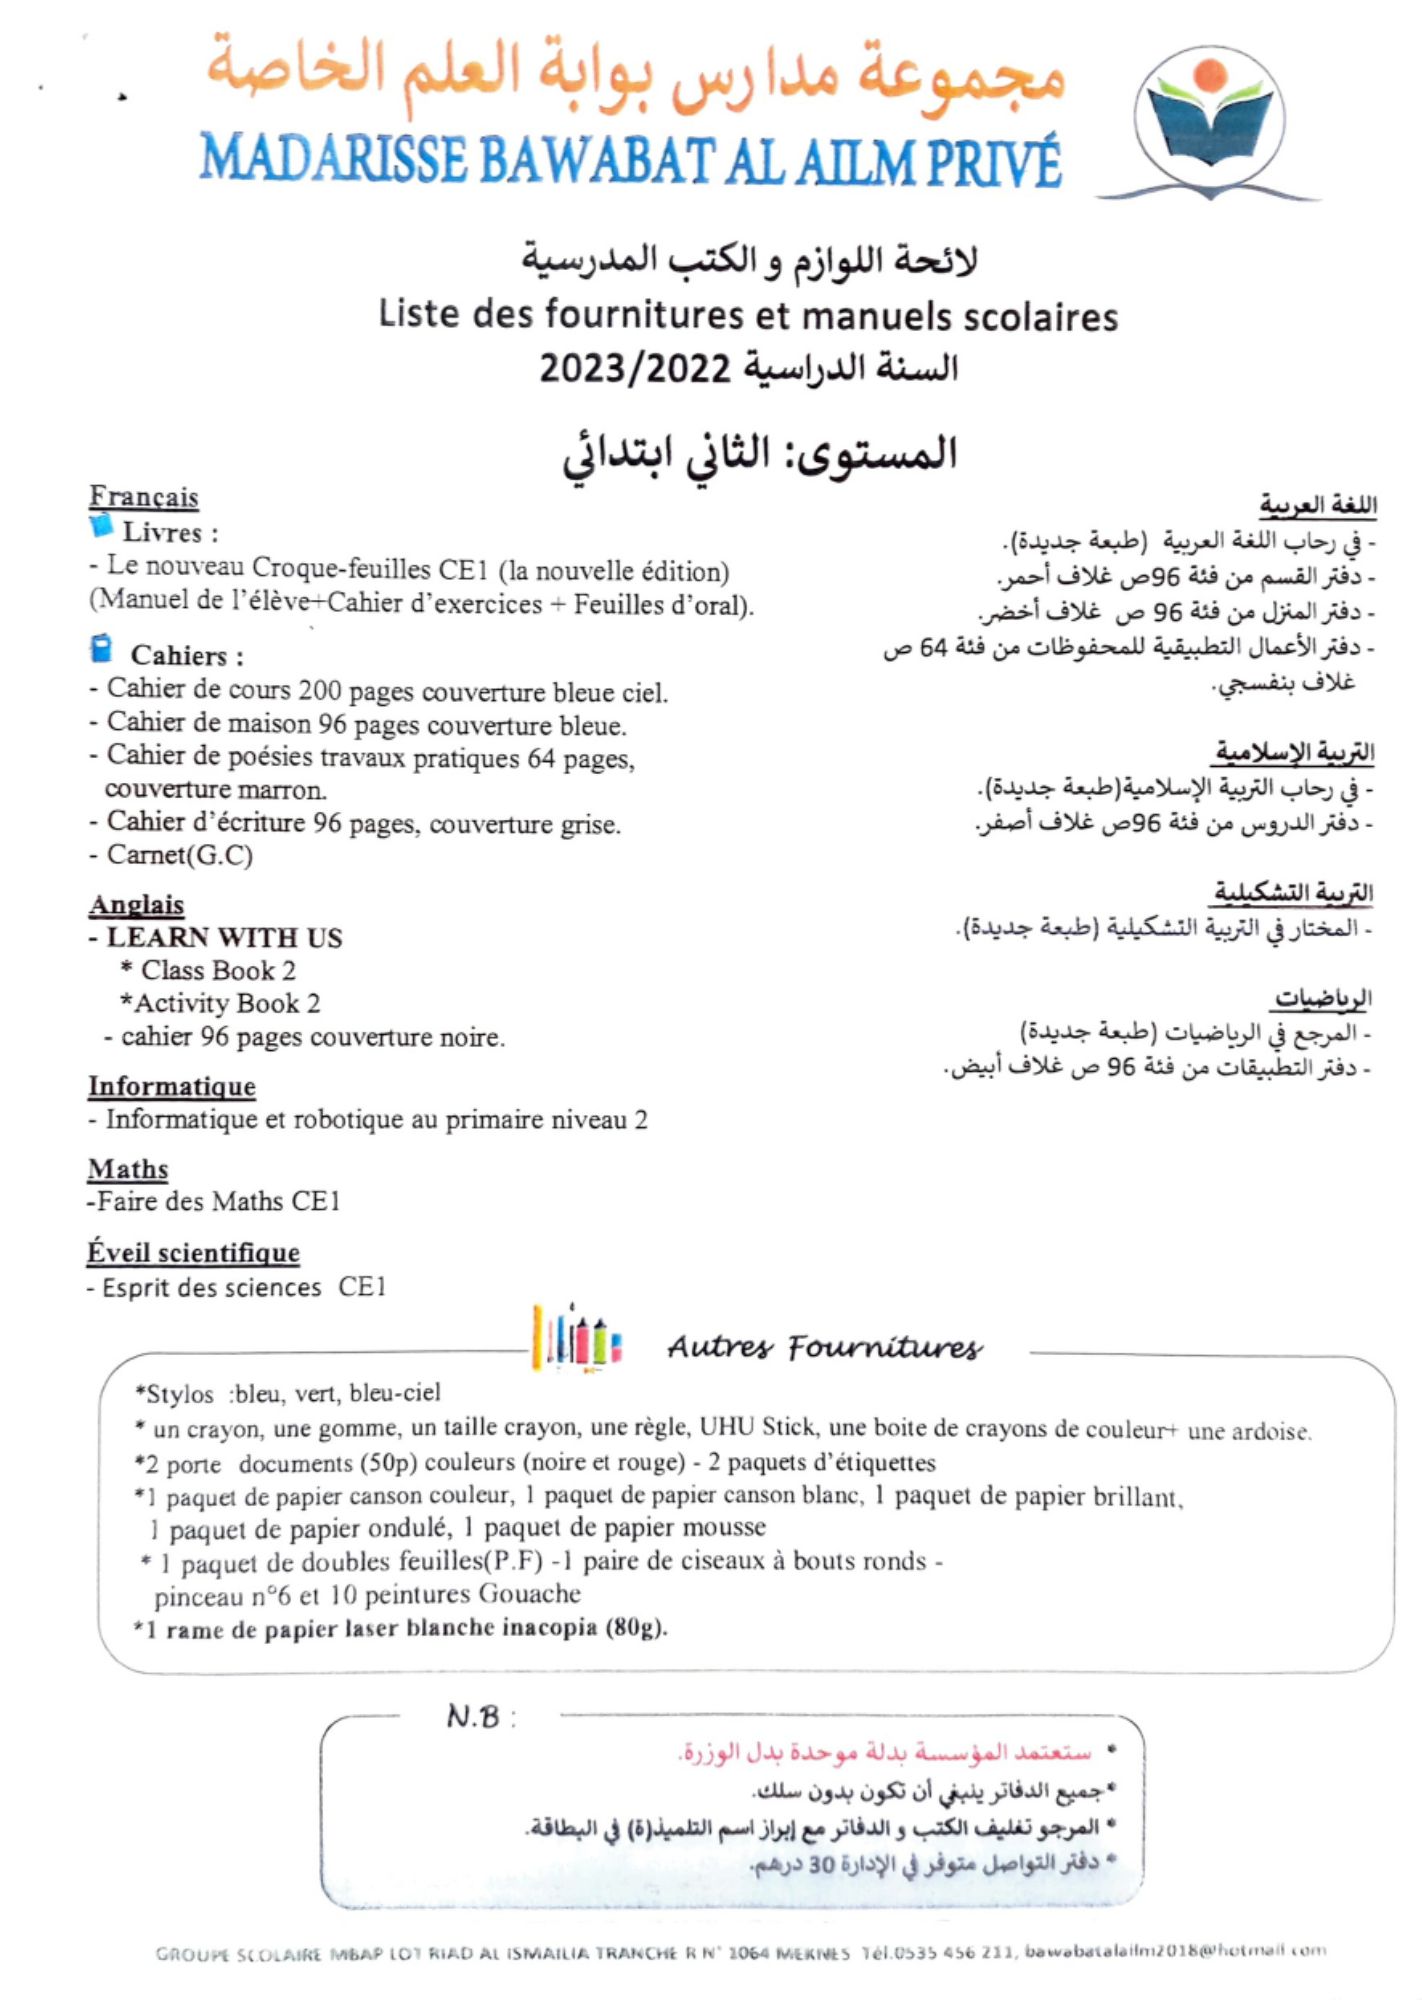 مجموعة مدارس بوابة العلم الخاصة
MADARISSE BAWABAT AL AILM PRIVÉ
لائحة اللوازم و الكتب المدرسية
Liste des fournitures et manuels scolaires
السنة الدراسية 2023/2022
المستوى: الثاني ابتدائي
Français
Livres :
- Le nouveau Croque-feuilles CE1 (la nouvelle édition)
(Manuel de l'élève+Cahier d'exercices + Feuilles d'oral).
Cahiers :
- Cahier de cours 200 pages couverture bleue ciel.
- Cahier de maison 96 pages couverture bleue.
- Cahier de poésies travaux pratiques 64 pages,
couverture marron.
- Cahier d'écriture 96 pages, couverture grise.
- Carnet(G.C)
Anglais
- LEARN WITH US
* Class Book 2
*Activity Book 2
- cahier 96 pages couverture noire.
Informatique
- Informatique et robotique au primaire niveau 2
Maths
-Faire des Maths CE1
Éveil scientifique
- Esprit des sciences CE1
اللغة العربية
- في رحاب اللغة العربية (طبعة جديدة).
- دفتر القسم من فئة 96ص غلاف أحمر.
- دفتر المنزل من فئة 96 ص غلاف أخضر.
- دفتر الأعمال التطبيقية للمحفوظات من فئة 64 ص
غلاف بنفسجي.
التربية الإسلامية
- في رحاب التربية الإسلامية(طبعة جديدة).
- دفتر الدروس من فئة 96ص غلاف أصفر.
التربية التشكيلية
- المختار في التربية التشكيلية (طبعة جديدة).
الرياضيات
- المرجع في الرياضيات (طبعة جديدة)
- دفتر التطبيقات من فئة 96 ص غلاف أبيض.
Autres Fournitures
*Stylos :bleu, vert, bleu-ciel
* un crayon, une gomme, un taille crayon, une règle, UHU Stick, une boite de crayons de couleur+ une ardoise.
*2 porte documents (50p) couleurs (noire et rouge) - 2 paquets d'étiquettes
*1 paquet de papier canson couleur, 1 paquet de papier canson blanc, 1 paquet de papier brillant,
1 paquet de papier ondulé, 1 paquet de papier mousse
* 1 paquet de doubles feuilles(P.F) -1 paire de ciseaux à bouts ronds -
pinceau n°6 et 10 peintures Gouache
*1 rame de papier laser blanche inacopia (80g).
N.B :
* ستعتمد المؤسسة بدلة موحدة بدل الوزرة.
*جميع الدفاتر ينبغي أن تكون بدون سلك.
* المرجو تغليف الكتب و الدفاتر مع إبراز اسم التلميذ(ة) في البطاقة.
* دفتر التواصل متوفر في الإدارة 30 درهم.
GROUPE SCOLAIRE MBAP LOT RIAD AL ISMAILIA TRANCHE R N° 1064 MEKNES Tél.0535 456 211, bawabatalailm2018@hotmail com